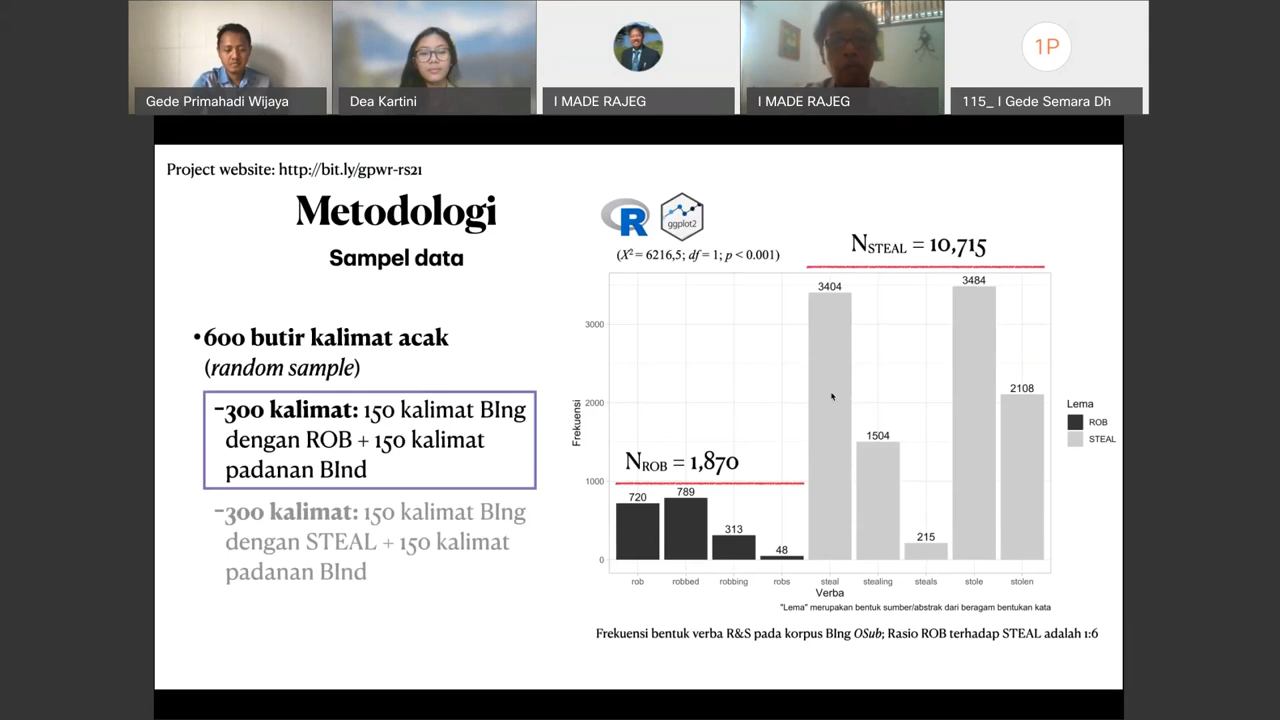 Gede Primahadi Wijaya
Dea Kartini
I MADE RAJEG
I MADE RAJEG
1P
115_ I Gede Semara Dh
Project website: http://bit.ly/gpwr-rs21
Metodologi
Sampel data
•600 butir kalimat acak
(random sample)
-300 kalimat: 150 kalimat BIng
dengan ROB + 150 kalimat
padanan BInd
-300 kalimat: 150 kalimat BIng
dengan STEAL + 150 kalimat
padanan BInd
R
ggplot2
(X² = 6216,5; df = 1; p < 0.001)
NSTEAL = 10,715
NROB = 1,870
Frekuensi
3000
2000
1000
0
720
789
313
48
3404
1504
215
3484
2108
rob
robbed
robbing
robs
steal
stealing
steals
stole
stolen
Verba
Lema
ROB
STEAL
"Lema" merupakan bentuk sumber/abstrak dari beragam bentukan kata
Frekuensi bentuk verba R&S pada korpus BIng OSub; Rasio ROB terhadap STEAL adalah 1:6